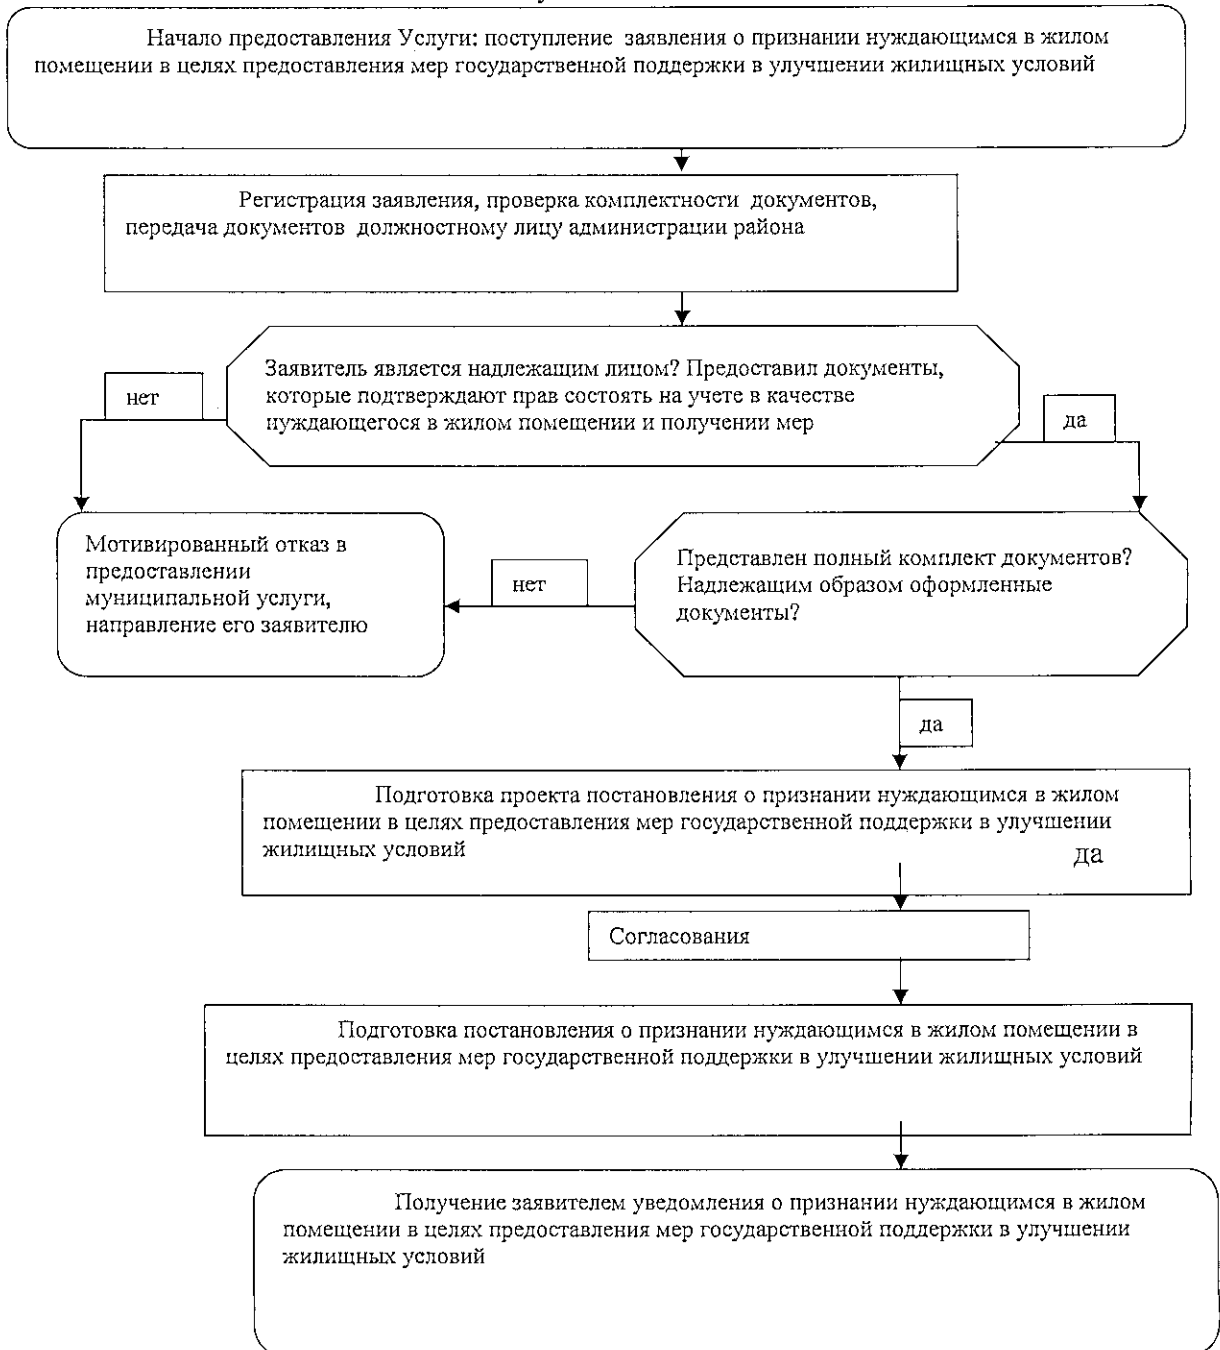 Начало предоставления Услуги: поступление заявления о признании нуждающимся в жилом
помещении в целях предоставления мер государственной поддержки в улучшении жилищных условий
Регистрация заявления, проверка комплектности документов,
передача документов должностному лицу администрации района
Заявитель является надлежащим лицом? Предоставил документы,
которые подтверждают прав состоять на учете в качестве
нуждающегося в жилом помещении и получении мер
нет
да
Мотивированный отказ в
предоставлении
муниципальной услуги,
направление его заявителю
нет
Представлен полный комплект документов?
Надлежащим образом оформленные
документы?
да
Подготовка проекта постановления о признании нуждающимся в жилом
помещении в целях предоставления мер государственной поддержки в улучшении
жилищных условий
да
Согласования
Подготовка постановления о признании нуждающимся в жилом помещении в
целях предоставления мер государственной поддержки в улучшении жилищных условий
Получение заявителем уведомления о признании нуждающимся в жилом
помещении в целях предоставления мер государственной поддержки в улучшении
жилищных условий